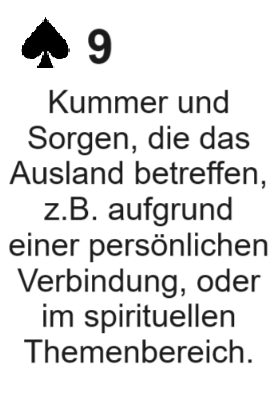 ♠ 9
Kummer und
Sorgen, die das
Ausland betreffen,
z.B. aufgrund
einer persönlichen
Verbindung, oder
im spirituellen
Themenbereich.